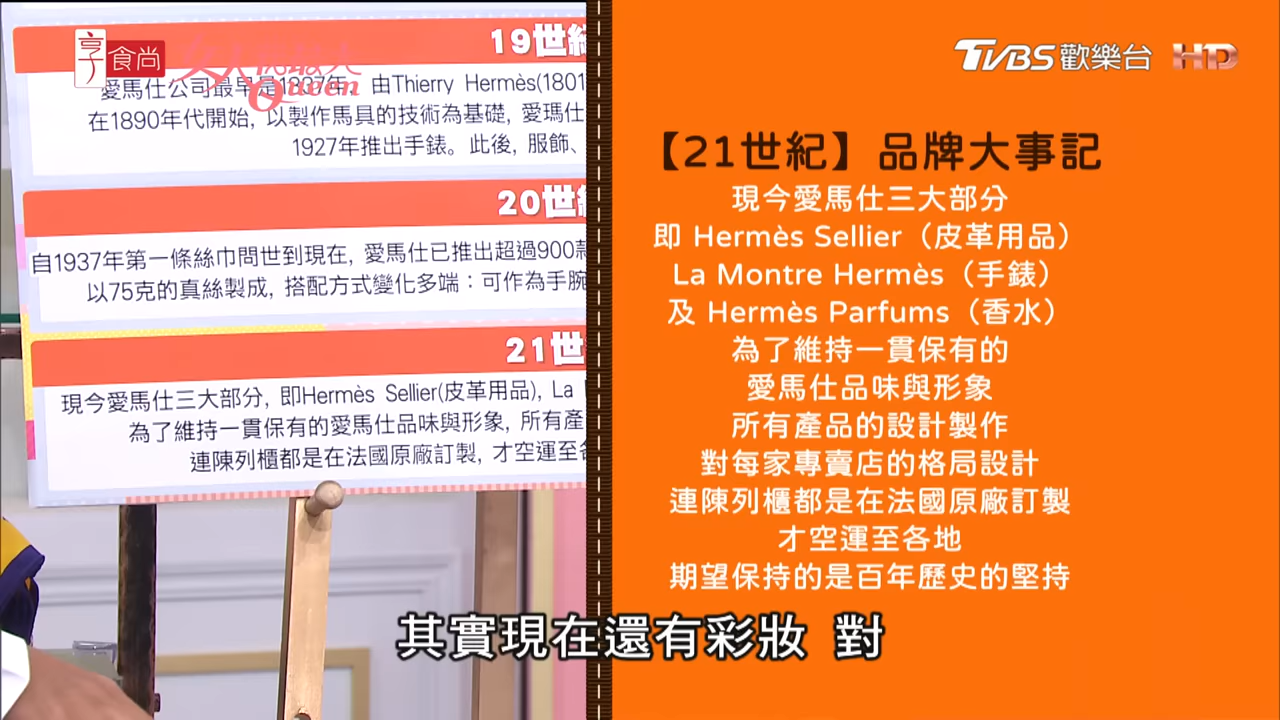 享食尚
女人我最大
Queen
19世紀
愛馬仕公司最早是1837年, 由Thierry Hermès(1801
在1890年代開始, 以製作馬具的技術為基礎, 愛瑪仕
1927年推出手錶。此後, 服飾、
20世紀
自1937年第一條絲巾問世到現在, 愛馬仕已推出超過900款
以75克的真絲製成, 搭配方式變化多端：可作為手腕
21世
現今愛馬仕三大部分, 即Hermès Sellier(皮革用品), La
為了維持一貫保有的愛馬仕品味與形象, 所有產
連陳列櫃都是在法國原廠訂製, 才空運至各
TVBS歡樂台 HD
【21世紀】品牌大事記
現今愛馬仕三大部分
即 Hermès Sellier（皮革用品）
La Montre Hermès（手錶）
及 Hermès Parfums（香水）
為了維持一貫保有的
愛馬仕品味與形象
所有產品的設計製作
對每家專賣店的格局設計
連陳列櫃都是在法國原廠訂製
才空運至各地
期望保持的是百年歷史的堅持
其實現在還有彩妝 對